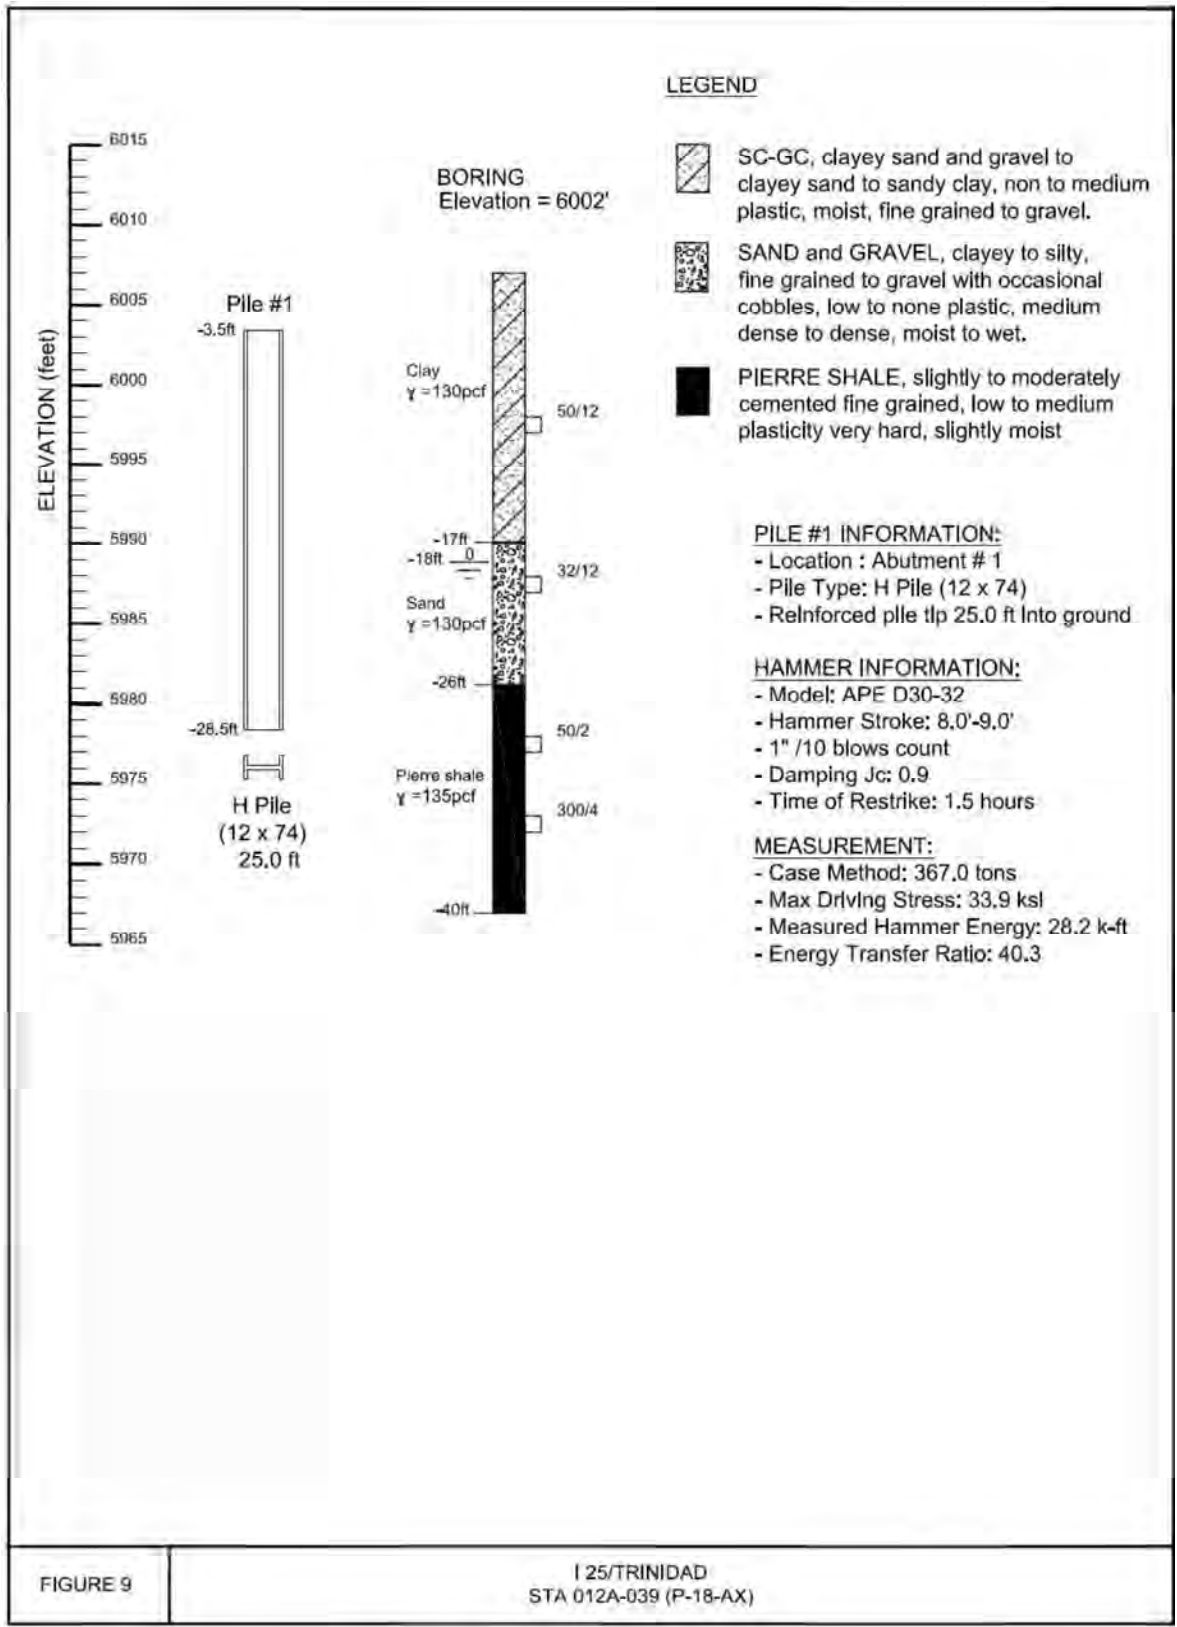 LEGEND
SC-GC, clayey sand and gravel to
clayey sand to sandy clay, non to medium
plastic, moist, fine grained to gravel.
SAND and GRAVEL, clayey to silty,
fine grained to gravel with occasional
cobbles, low to none plastic, medium
dense to dense, moist to wet.
PIERRE SHALE, slightly to moderately
cemented fine grained, low to medium
plasticity very hard, slightly moist
ELEVATION (feet)
6015
6010
6005
6000
5995
5990
5985
5980
5975
5970
5965
Pile #1
-3.5ft
-28.5ft
H Pile
(12 x 74)
25.0 ft
BORING
Elevation = 6002'
Clay
γ =130pcf
50/12
-17ft
-18ft
0
32/12
Sand
γ =130pcf
-26ft
50/2
Pierre shale
γ =135pcf
300/4
-40ft
PILE #1 INFORMATION:
- Location : Abutment # 1
- Pile Type: H Pile (12 x 74)
- Reinforced pile tip 25.0 ft Into ground
HAMMER INFORMATION:
- Model: APE D30-32
- Hammer Stroke: 8.0'-9.0'
- 1" /10 blows count
- Damping Jc: 0.9
- Time of Restrike: 1.5 hours
MEASUREMENT:
- Case Method: 367.0 tons
- Max Driving Stress: 33.9 ksi
- Measured Hammer Energy: 28.2 k-ft
- Energy Transfer Ratio: 40.3
FIGURE 9
I 25/TRINIDAD
STA 012A-039 (P-18-AX)